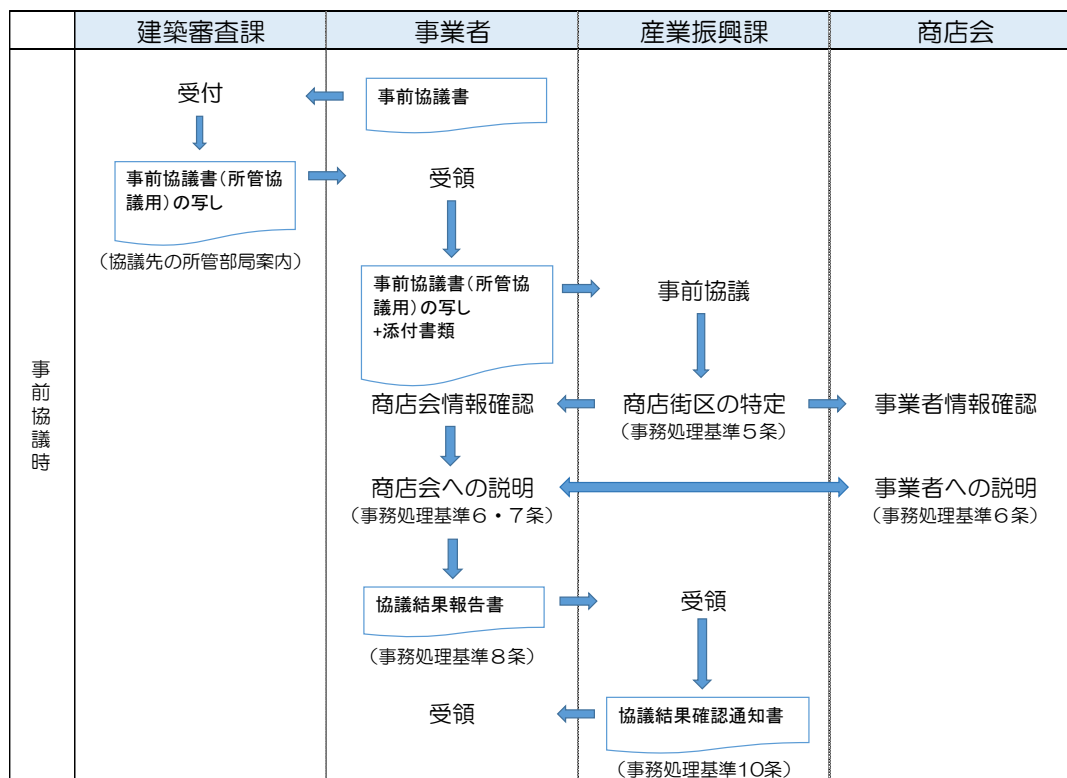 建築審査課
事業者
産業振興課
商店会
事前協議時
受付
事前協議書
事前協議書(所管協
議用)の写し
(協議先の所管部局案内)
受領
事前協議書(所管協
議用)の写し
+添付書類
事前協議
商店会情報確認
商店街区の特定
(事務処理基準5条)
事業者情報確認
商店会への説明
(事務処理基準6・7条)
事業者への説明
(事務処理基準6条)
協議結果報告書
(事務処理基準8条)
受領
受領
協議結果確認通知書
(事務処理基準10条)